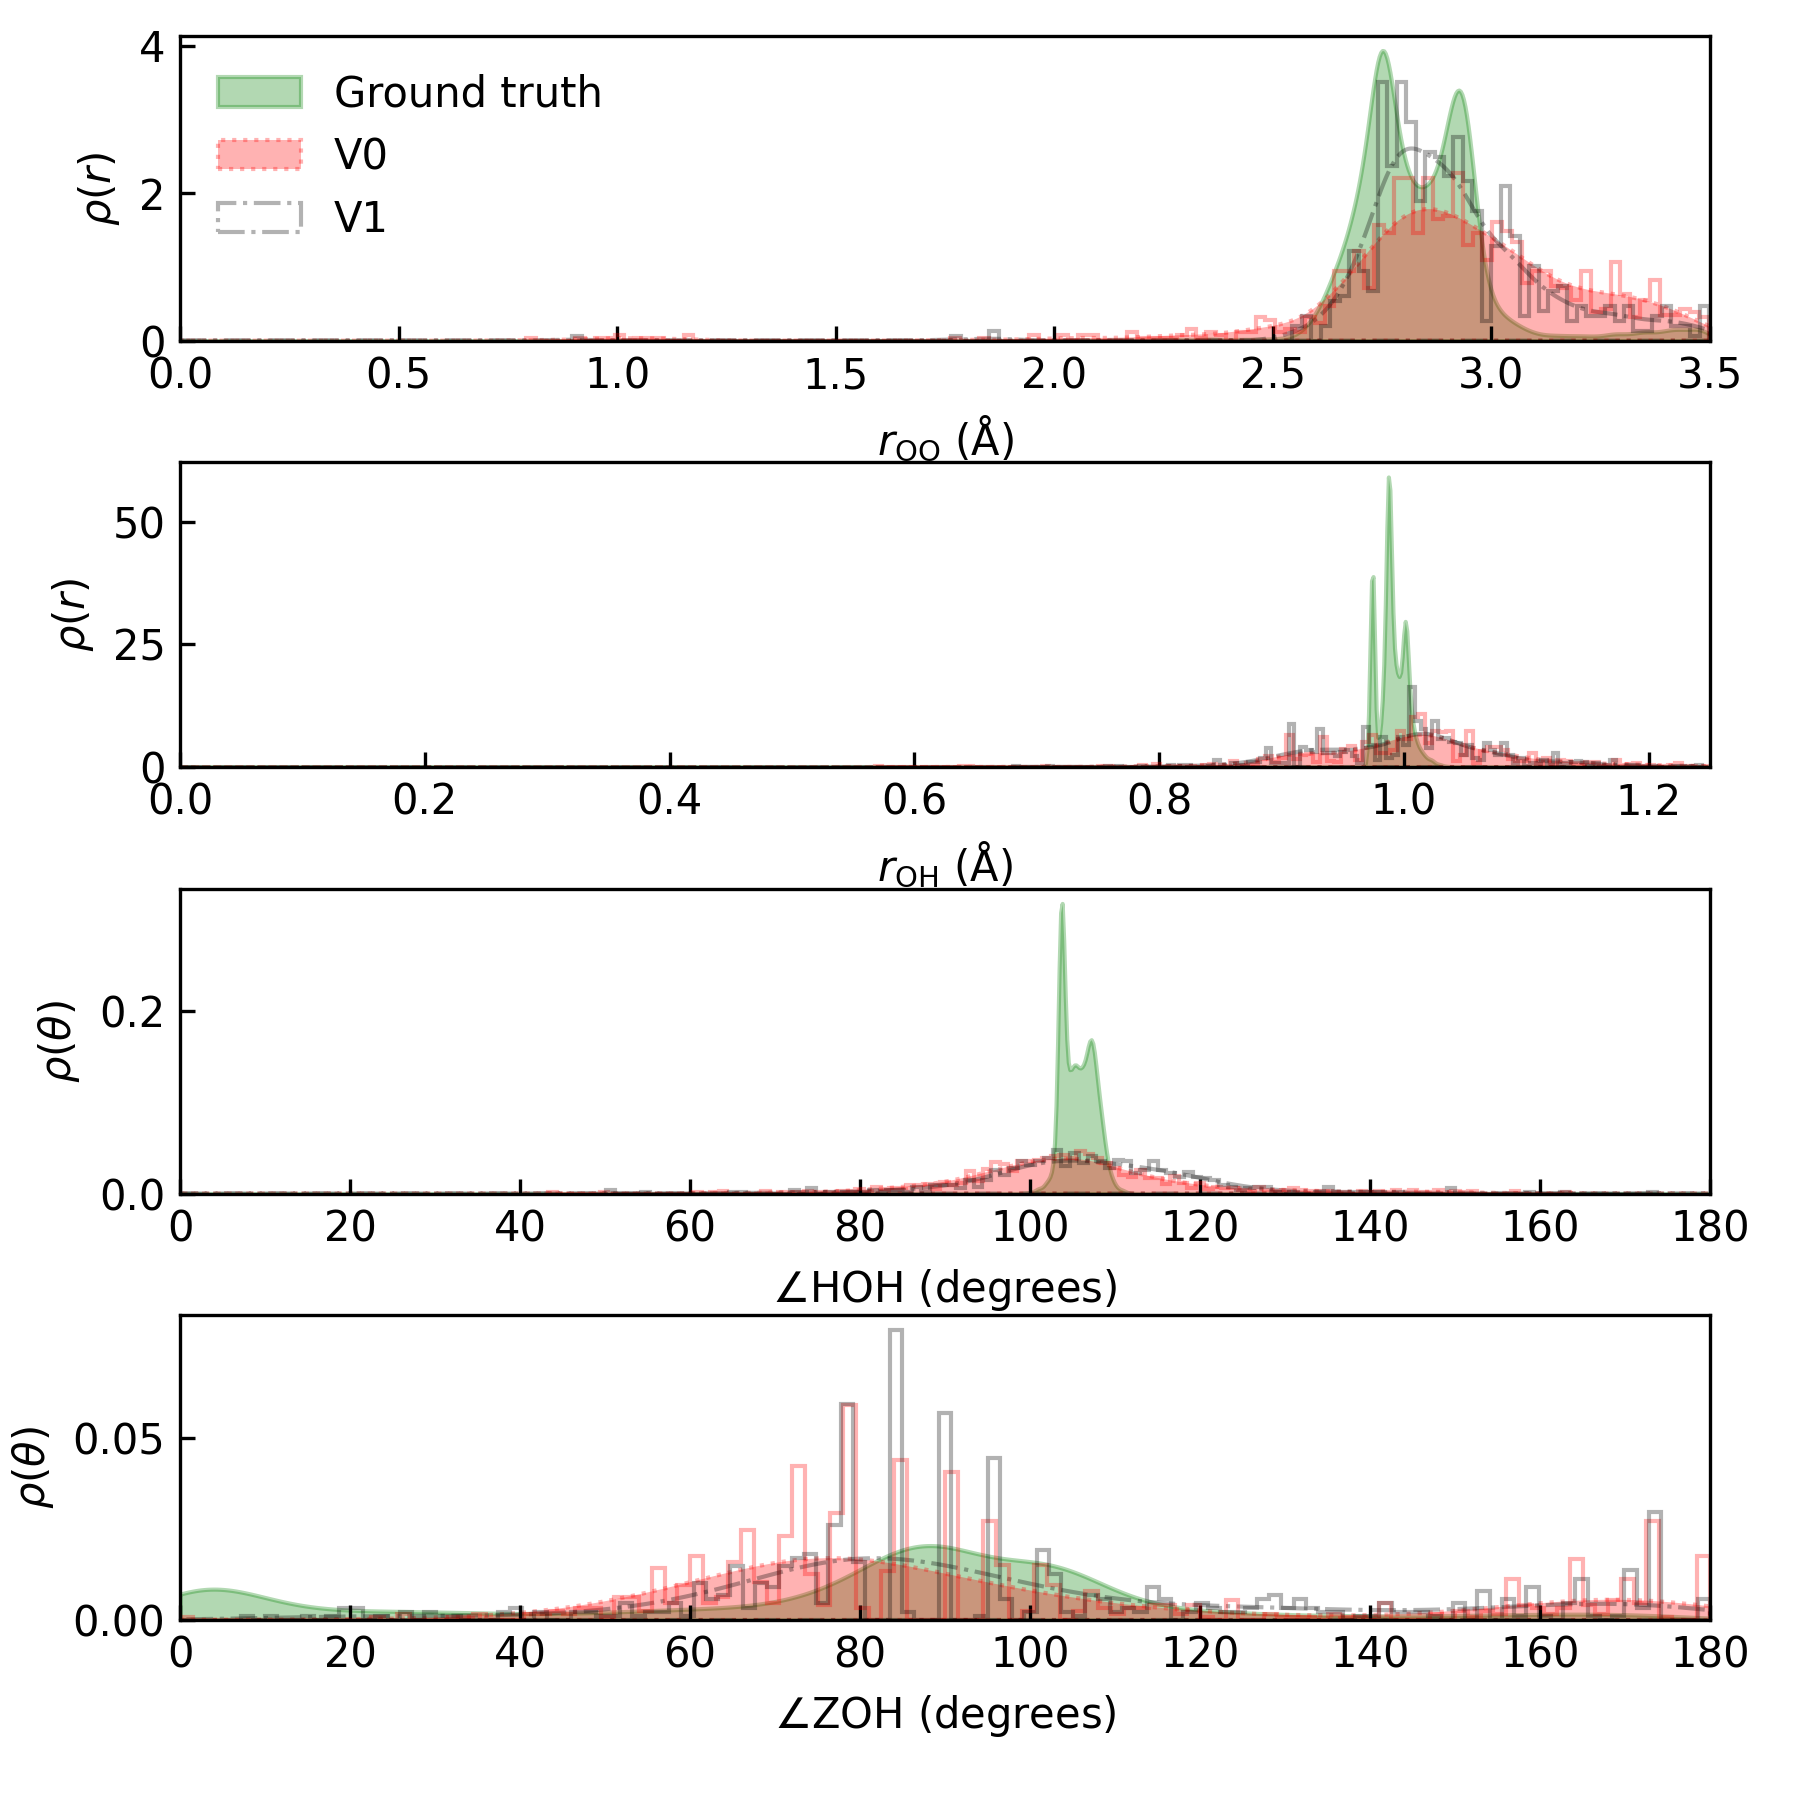 4
2
0
ρ(r)
Ground truth
V0
V1
0.0 0.5 1.0 1.5 2.0 2.5 3.0 3.5
rOO (Å)
50
25
0
ρ(r)
0.0 0.2 0.4 0.6 0.8 1.0 1.2
rOH (Å)
0.2
0.0
ρ(θ)
0 20 40 60 80 100 120 140 160 180
∠HOH (degrees)
0.05
0.00
ρ(θ)
0 20 40 60 80 100 120 140 160 180
∠ZOH (degrees)